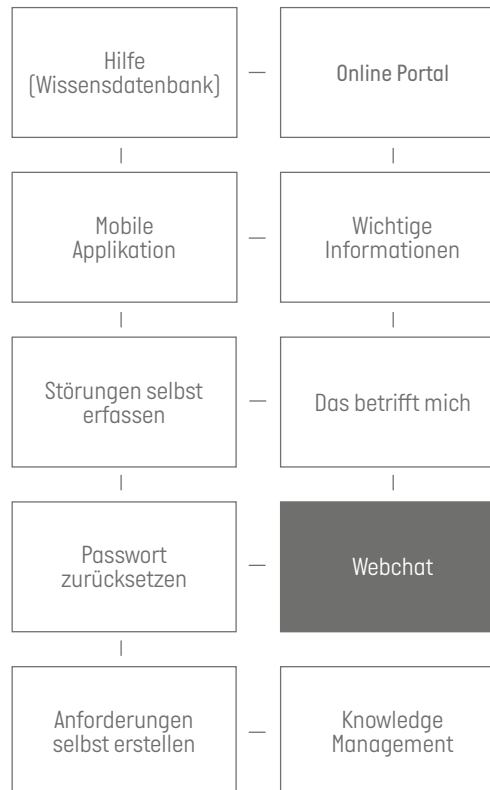 Hilfe
(Wissensdatenbank)
Online Portal
Mobile
Applikation
Wichtige
Informationen
Störungen selbst
erfassen
Das betrifft mich
Passwort
zurücksetzen
Webchat
Anforderungen
selbst erstellen
Knowledge
Management